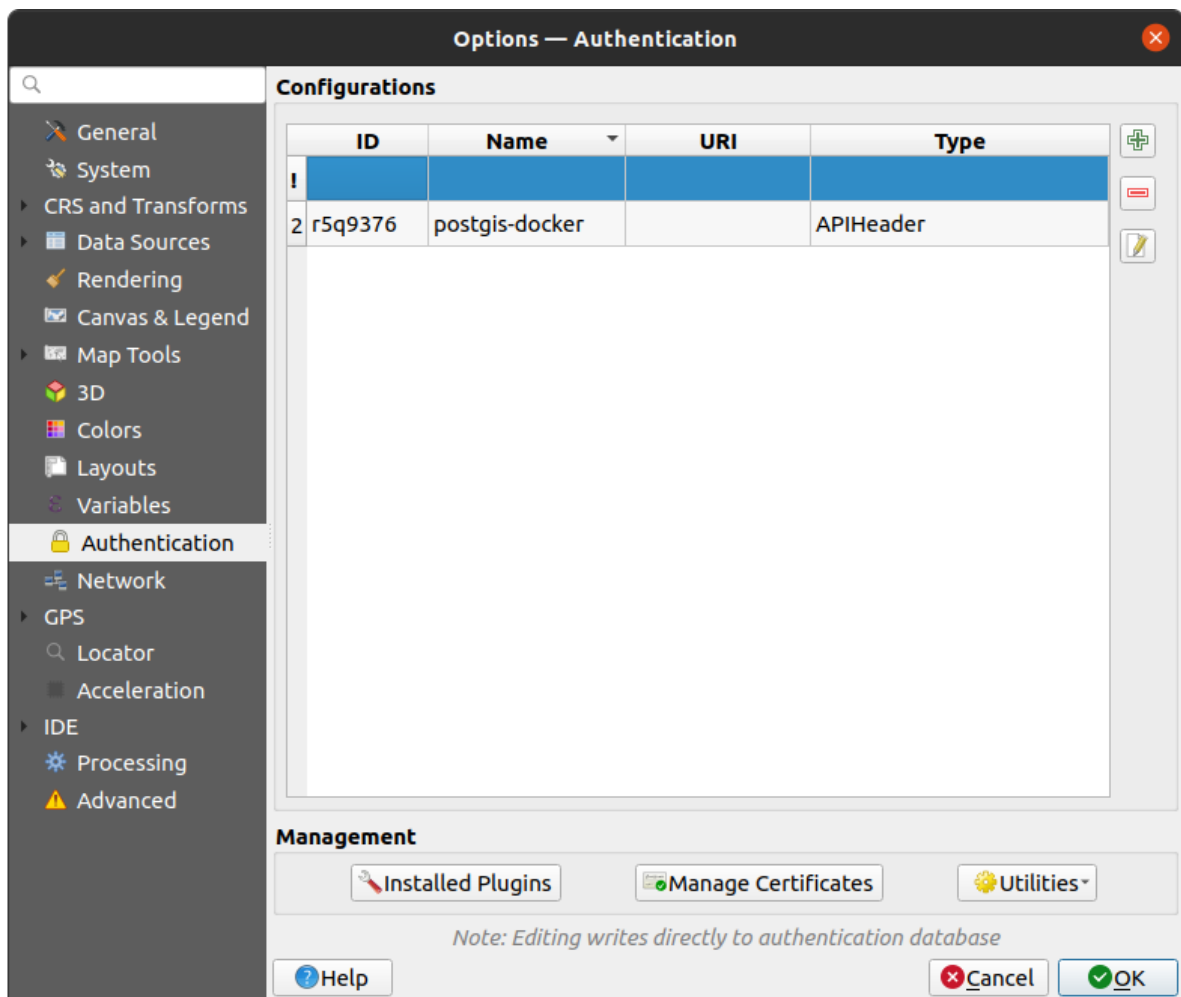 Options — Authentication
Configurations
General
System
CRS and Transforms
Data Sources
Rendering
Canvas & Legend
Map Tools
3D
Colors
Layouts
Variables
Authentication
Network
GPS
Locator
Acceleration
IDE
Processing
Advanced
ID Name URI Type
!
2 r5q9376 postgis-docker APIHeader
Management
Installed Plugins Manage Certificates Utilities
Note: Editing writes directly to authentication database
Help Cancel OK